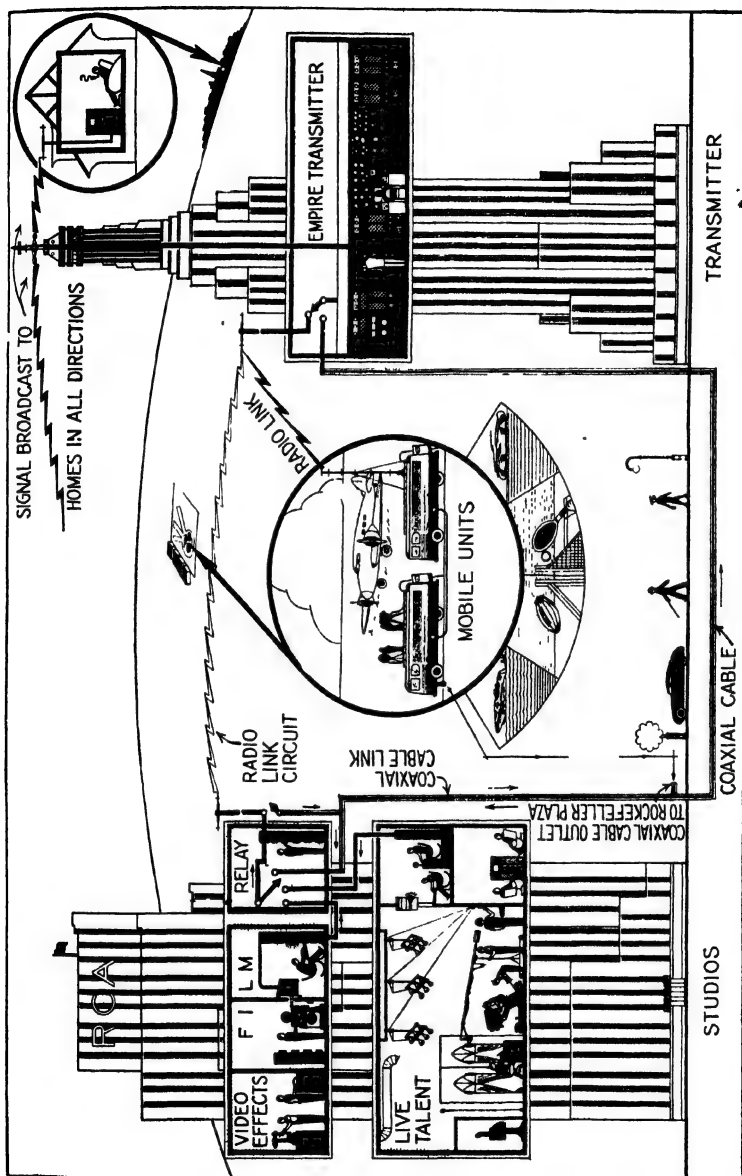 RCA
VIDEO
EFFECTS
FILM
RELAY
LIVE
TALENT
STUDIOS
RADIO
LINK
CIRCUIT
COAXIAL
CABLE LINK
COAXIAL CABLE OUTLET
TO ROCKEFELLER PLAZA
COAXIAL CABLE
MOBILE UNITS
RADIO LINK
SIGNAL BROADCAST TO
HOMES IN ALL DIRECTIONS
EMPIRE TRANSMITTER
TRANSMITTER